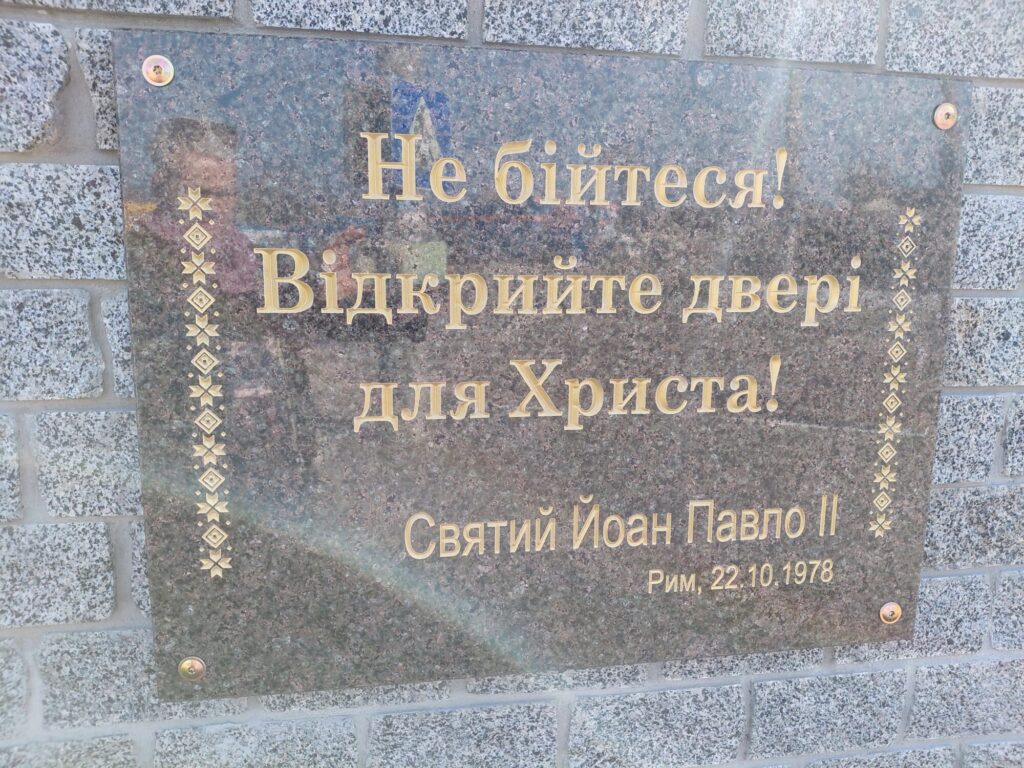 Не бійтеся!
Відкрийте двері
для Христа!
Святий Йоан Павло II
Рим, 22.10.1978